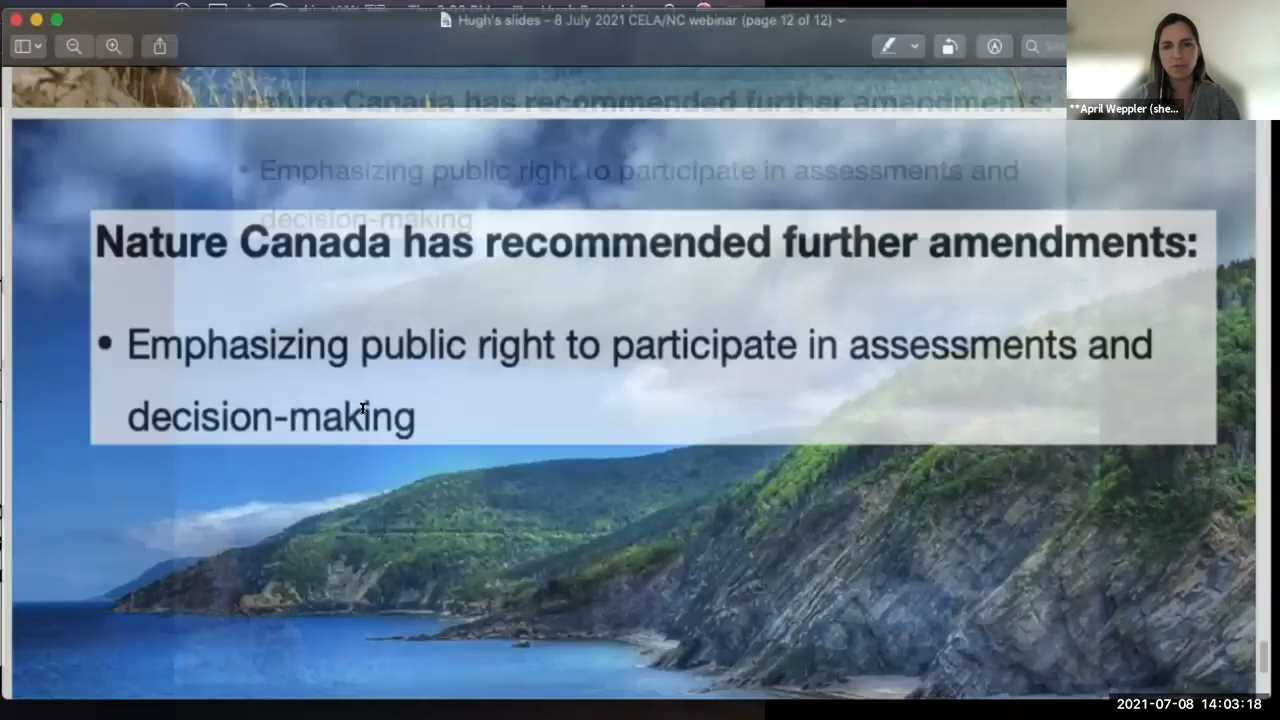 Hugh's slides - 8 July 2021 CELA/NC webinar (page 12 of 12)
**April Weppler (she...
Nature Canada has recommended further amendments:
• Emphasizing public right to participate in assessments and
decision-making
Nature Canada has recommended further amendments:
• Emphasizing public right to participate in assessments and
decision-making
2021-07-08 14:03:18